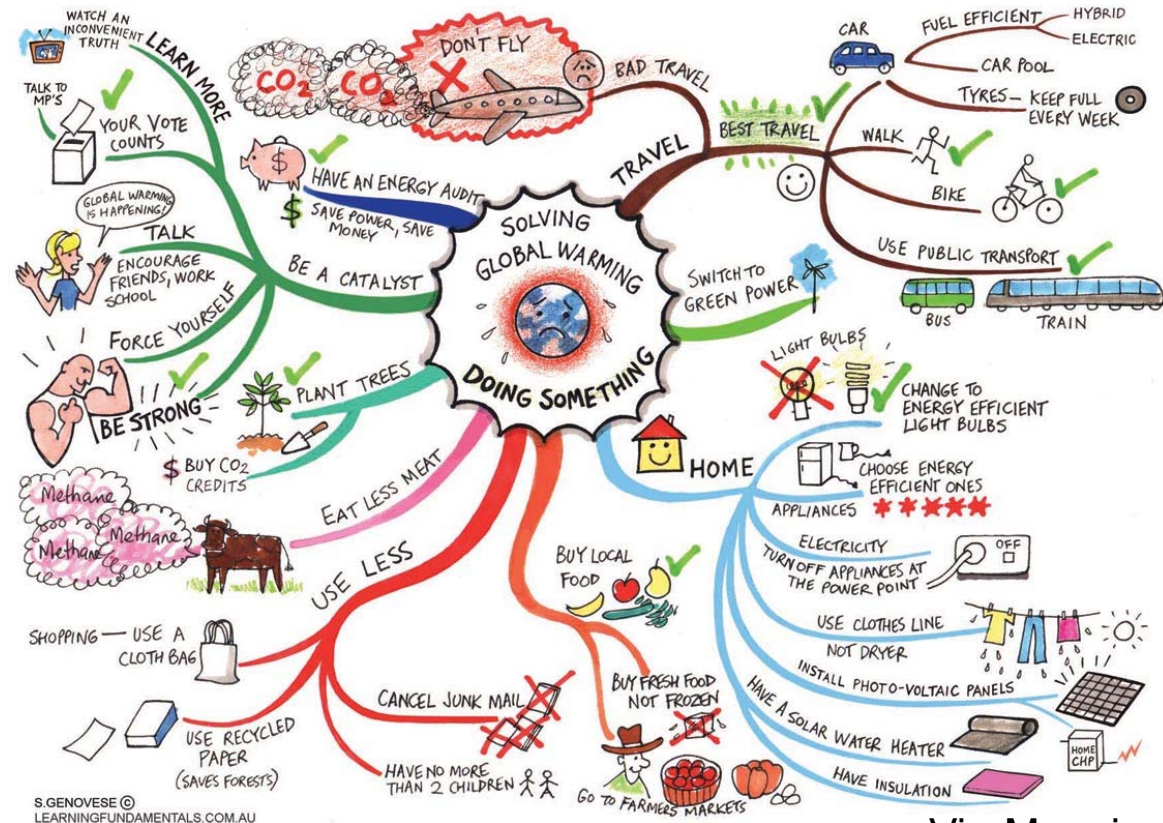 SOLVING
GLOBAL WARMING
DOING SOMETHING
TRAVEL
BAD TRAVEL
DON'T FLY
CO2
CO2
BEST TRAVEL
CAR
FUEL EFFICIENT
HYBRID
ELECTRIC
CAR POOL
TYRES — KEEP FULL
EVERY WEEK
WALK
BIKE
USE PUBLIC TRANSPORT
BUS
TRAIN
SWITCH TO
GREEN POWER
HOME
LIGHT BULBS
CHANGE TO
ENERGY EFFICIENT
LIGHT BULBS
CHOOSE ENERGY
EFFICIENT ONES
APPLIANCES
ELECTRICITY
TURN OFF APPLIANCES AT
THE POWER POINT
OFF
USE CLOTHES LINE
NOT DRYER
INSTALL PHOTO-VOLTAIC PANELS
HOME
CHP
HAVE A SOLAR WATER HEATER
HAVE INSULATION
BUY LOCAL
FOOD
BUY FRESH FOOD
NOT FROZEN
GO TO FARMERS MARKETS
USE LESS
SHOPPING — USE A
CLOTH BAG
USE RECYCLED
PAPER
(SAVES FORESTS)
CANCEL JUNK MAIL
HAVE NO MORE
THAN 2 CHILDREN
EAT LESS MEAT
Methane
Methane
Methane
PLANT TREES
$ BUY CO2
CREDITS
BE A CATALYST
LEARN MORE
WATCH AN
INCONVENIENT
TRUTH
TALK TO
MP'S
YOUR VOTE
COUNTS
GLOBAL WARMING
IS HAPPENING!
TALK
ENCOURAGE
FRIENDS, WORK
SCHOOL
FORCE YOURSELF
BE STRONG
$
HAVE AN ENERGY AUDIT
$ SAVE POWER, SAVE
MONEY
S.GENOVESE ©
LEARNINGFUNDAMENTALS.COM.AU